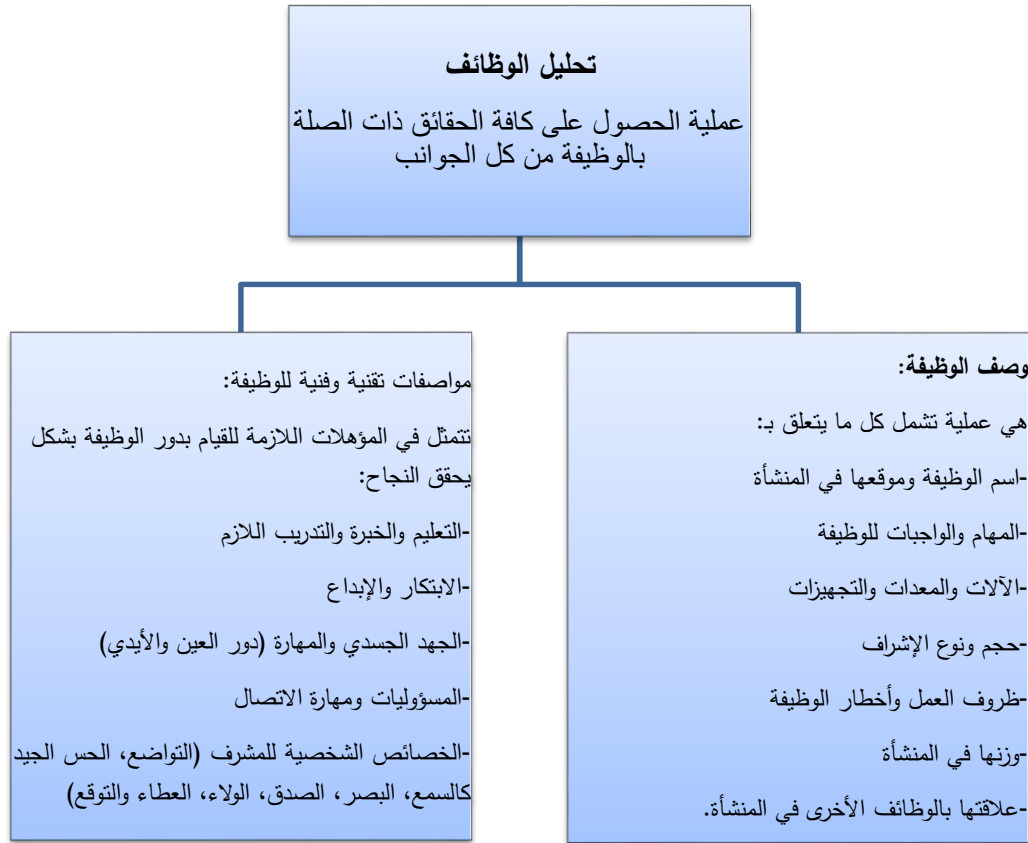 تحليل الوظائف
عملية الحصول على كافة الحقائق ذات الصلة
بالوظيفة من كل الجوانب
وصف الوظيفة:
هي عملية تشمل كل ما يتعلق بـ:
-اسم الوظيفة وموقعها في المنشأة
-المهام والواجبات للوظيفة
-الآلات والمعدات والتجهيزات
-حجم ونوع الإشراف
-ظروف العمل وأخطار الوظيفة
-وزنها في المنشأة
-علاقتها بالوظائف الأخرى في المنشأة.
مواصفات تقنية وفنية للوظيفة:
تتمثل في المؤهلات اللازمة للقيام بدور الوظيفة بشكل
يحقق النجاح:
-التعليم والخبرة والتدريب اللازم
-الابتكار والإبداع
-الجهد الجسدي والمهارة (دور العين والأيدي)
-المسؤوليات ومهارة الاتصال
-الخصائص الشخصية للمشرف (التواضع، الحس الجيد
كالسمع، البصر، الصدق، الولاء، العطاء والتوقع)